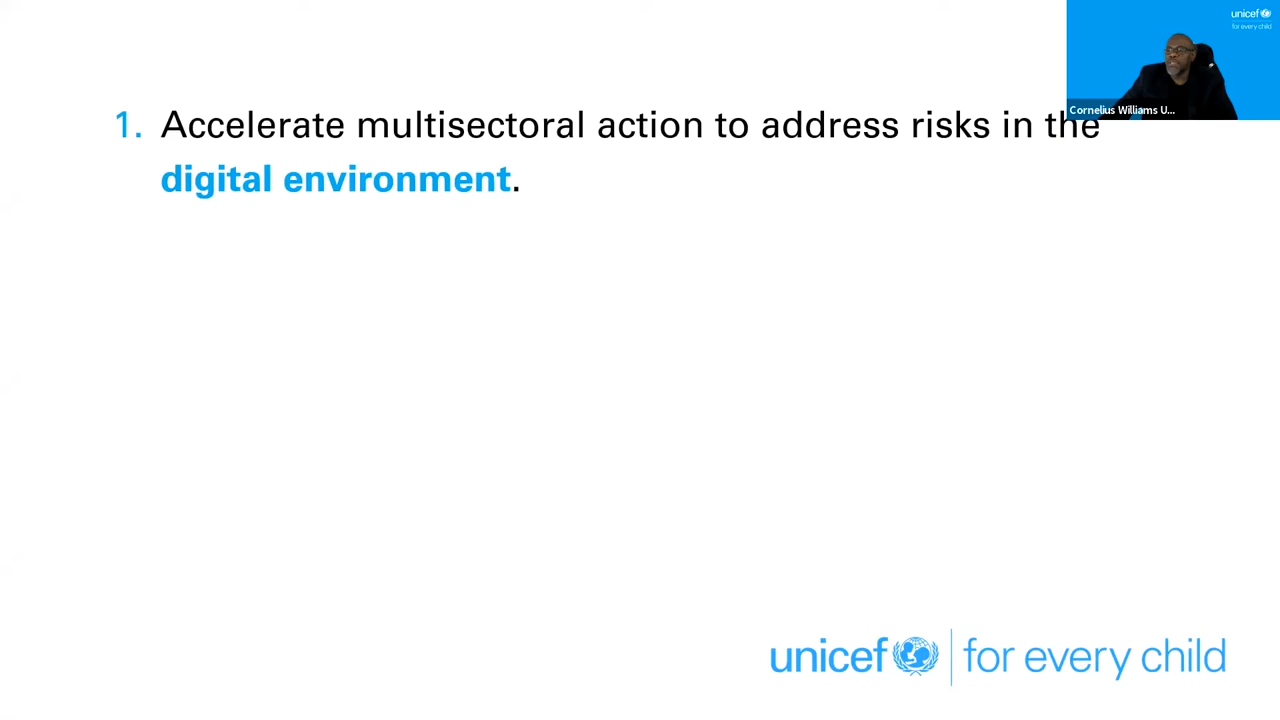 unicef
for every child
Cornelius Williams U...
1. Accelerate multisectoral action to address risks in the
digital environment.
unicef | for every child